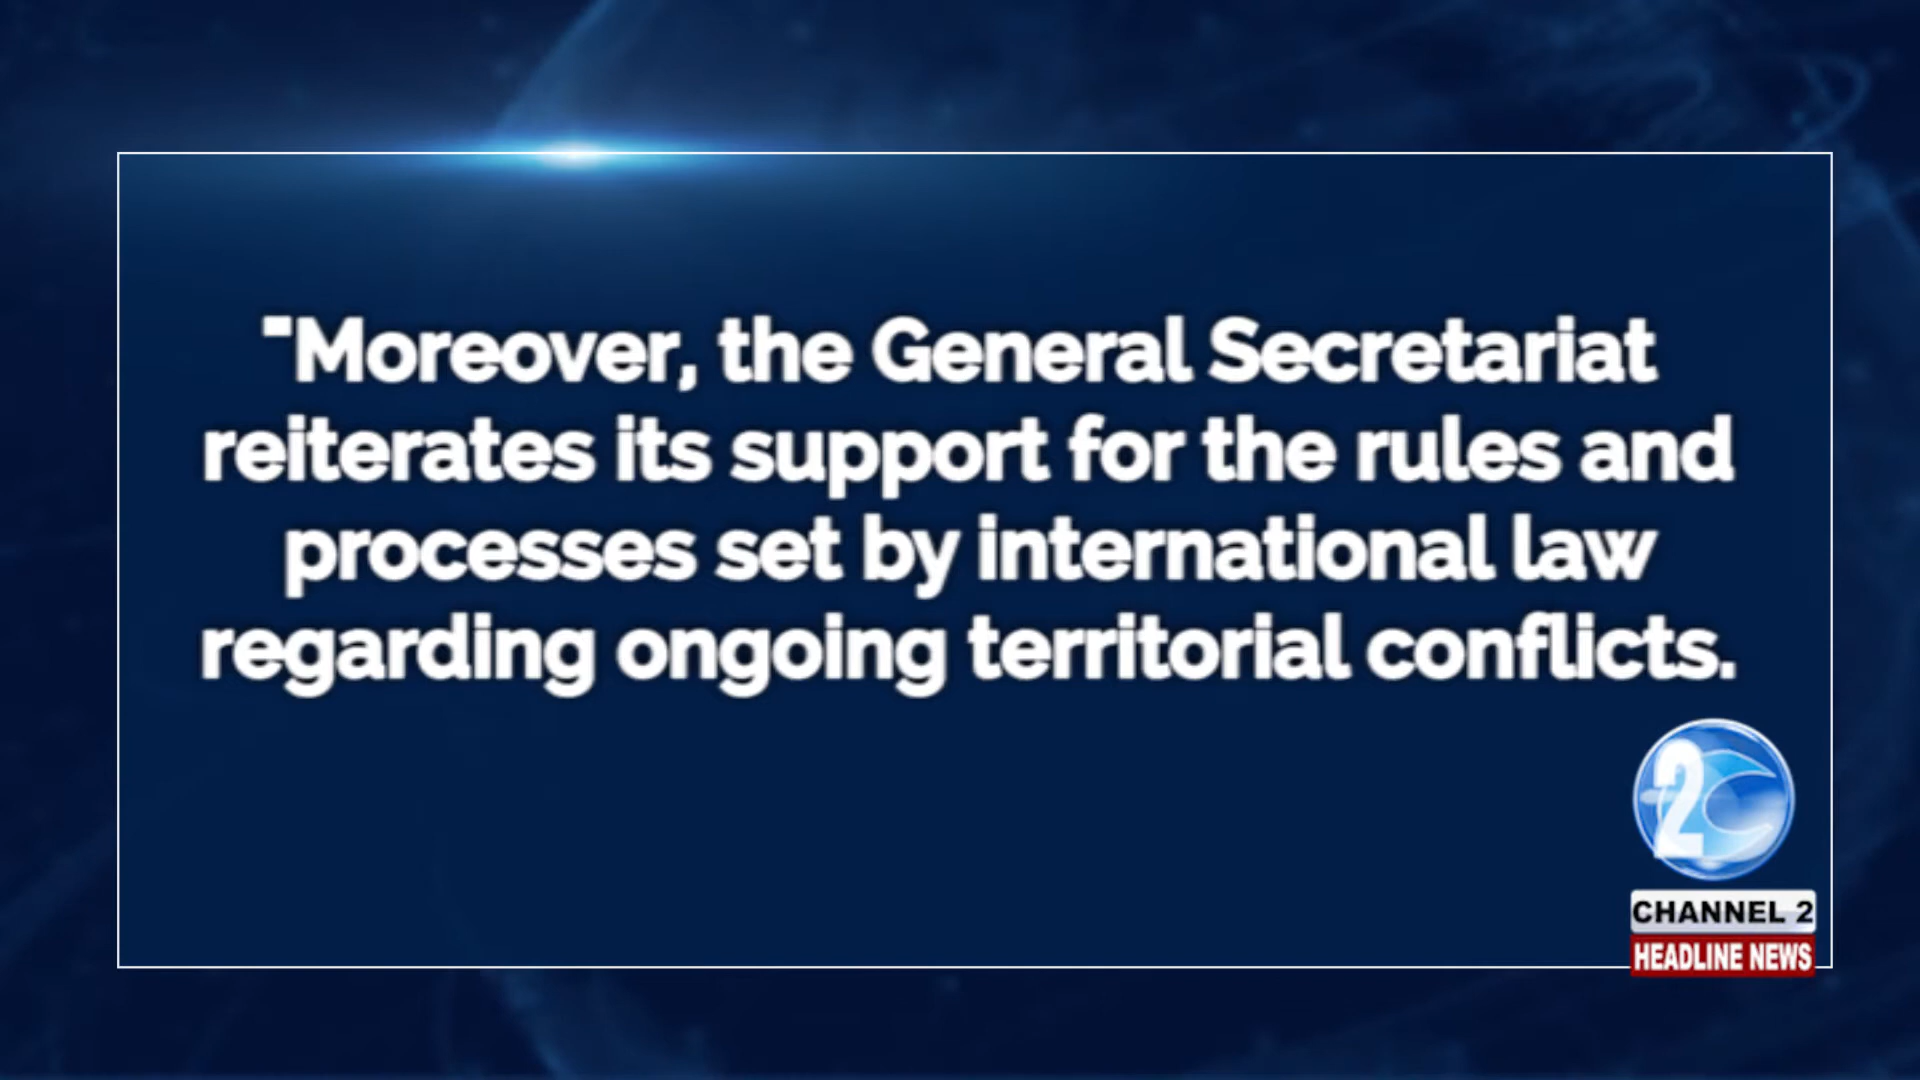 "Moreover, the General Secretariat
reiterates its support for the rules and
processes set by international law
regarding ongoing territorial conflicts.
2
CHANNEL 2
HEADLINE NEWS